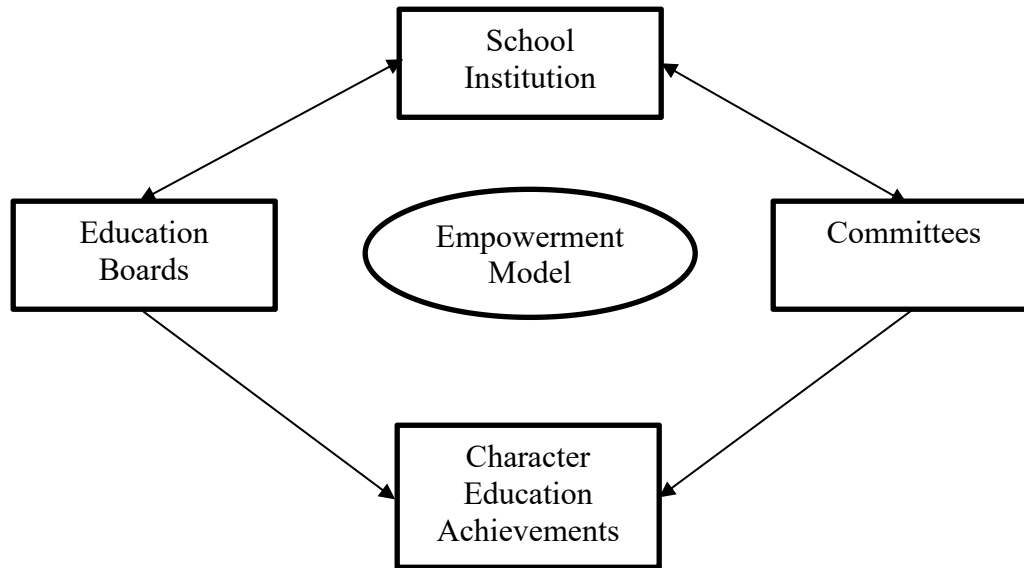 School
Institution
Education
Boards
Empowerment
Model
Committees
Character
Education
Achievements